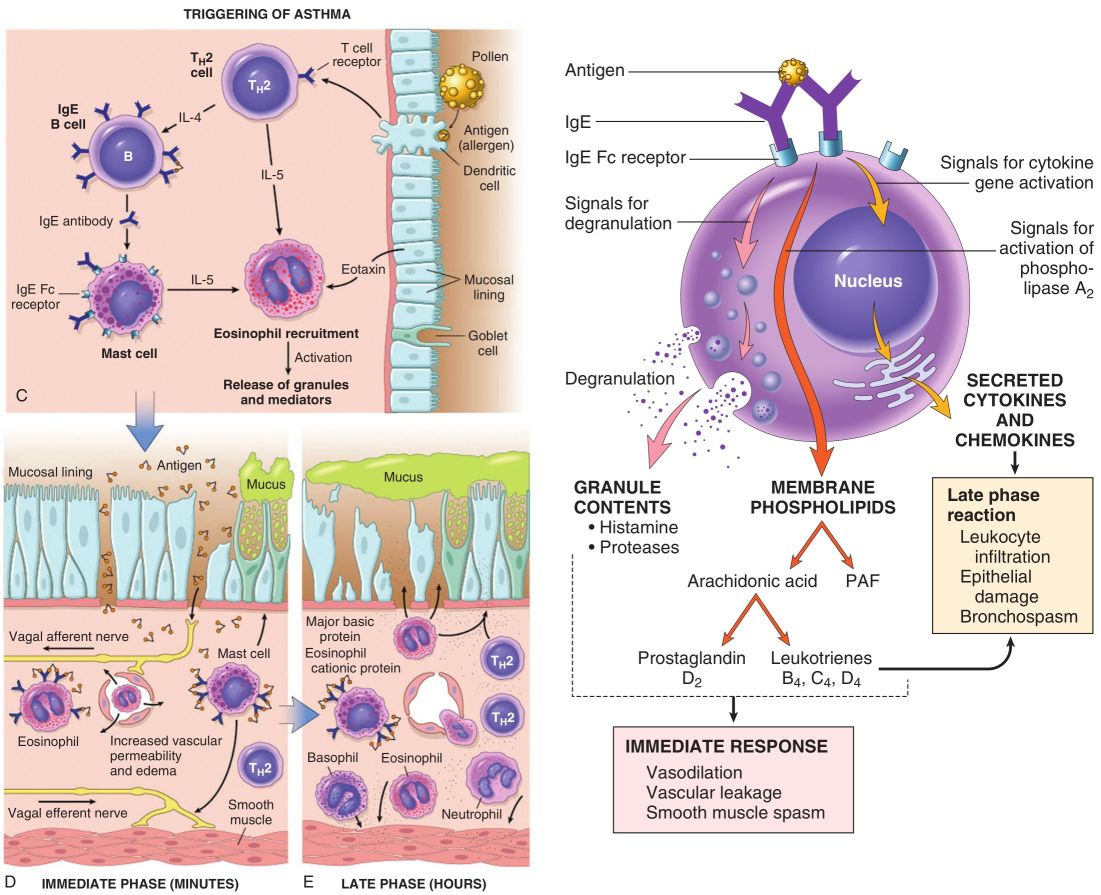 TRIGGERING OF ASTHMA
T_H2
cell
T_H2
T cell
receptor
Pollen
IgE
B cell
B
IL-4
Antigen
(allergen)
Dendritic
cell
IL-5
IgE antibody
IgE Fc
receptor
IL-5
Eotaxin
Mucosal
lining
Mast cell
Eosinophil recruitment
Activation
Goblet
cell
Release of granules
and mediators
C
Mucosal lining
Antigen
Mucus
Vagal afferent nerve
Mast cell
Eosinophil
Increased vascular
permeability
and edema
T_H2
Vagal efferent nerve
Smooth
muscle
D IMMEDIATE PHASE (MINUTES)
Mucus
Major basic
protein
Eosinophil
cationic protein
T_H2
T_H2
Basophil
Eosinophil
Neutrophil
E LATE PHASE (HOURS)
Antigen
IgE
IgE Fc receptor
Signals for
degranulation
Signals for cytokine
gene activation
Signals for
activation of
phospho-
lipase A₂
Nucleus
Degranulation
SECRETED
CYTOKINES
AND
CHEMOKINES
GRANULE
CONTENTS
• Histamine
• Proteases
MEMBRANE
PHOSPHOLIPIDS
Late phase
reaction
Leukocyte
infiltration
Epithelial
damage
Bronchospasm
Arachidonic acid
PAF
Prostaglandin
D₂
Leukotrienes
B₄, C₄, D₄
IMMEDIATE RESPONSE
Vasodilation
Vascular leakage
Smooth muscle spasm